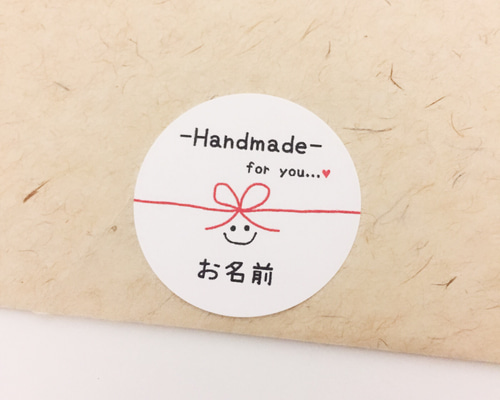 -Handmade-
for you...♥
お名前